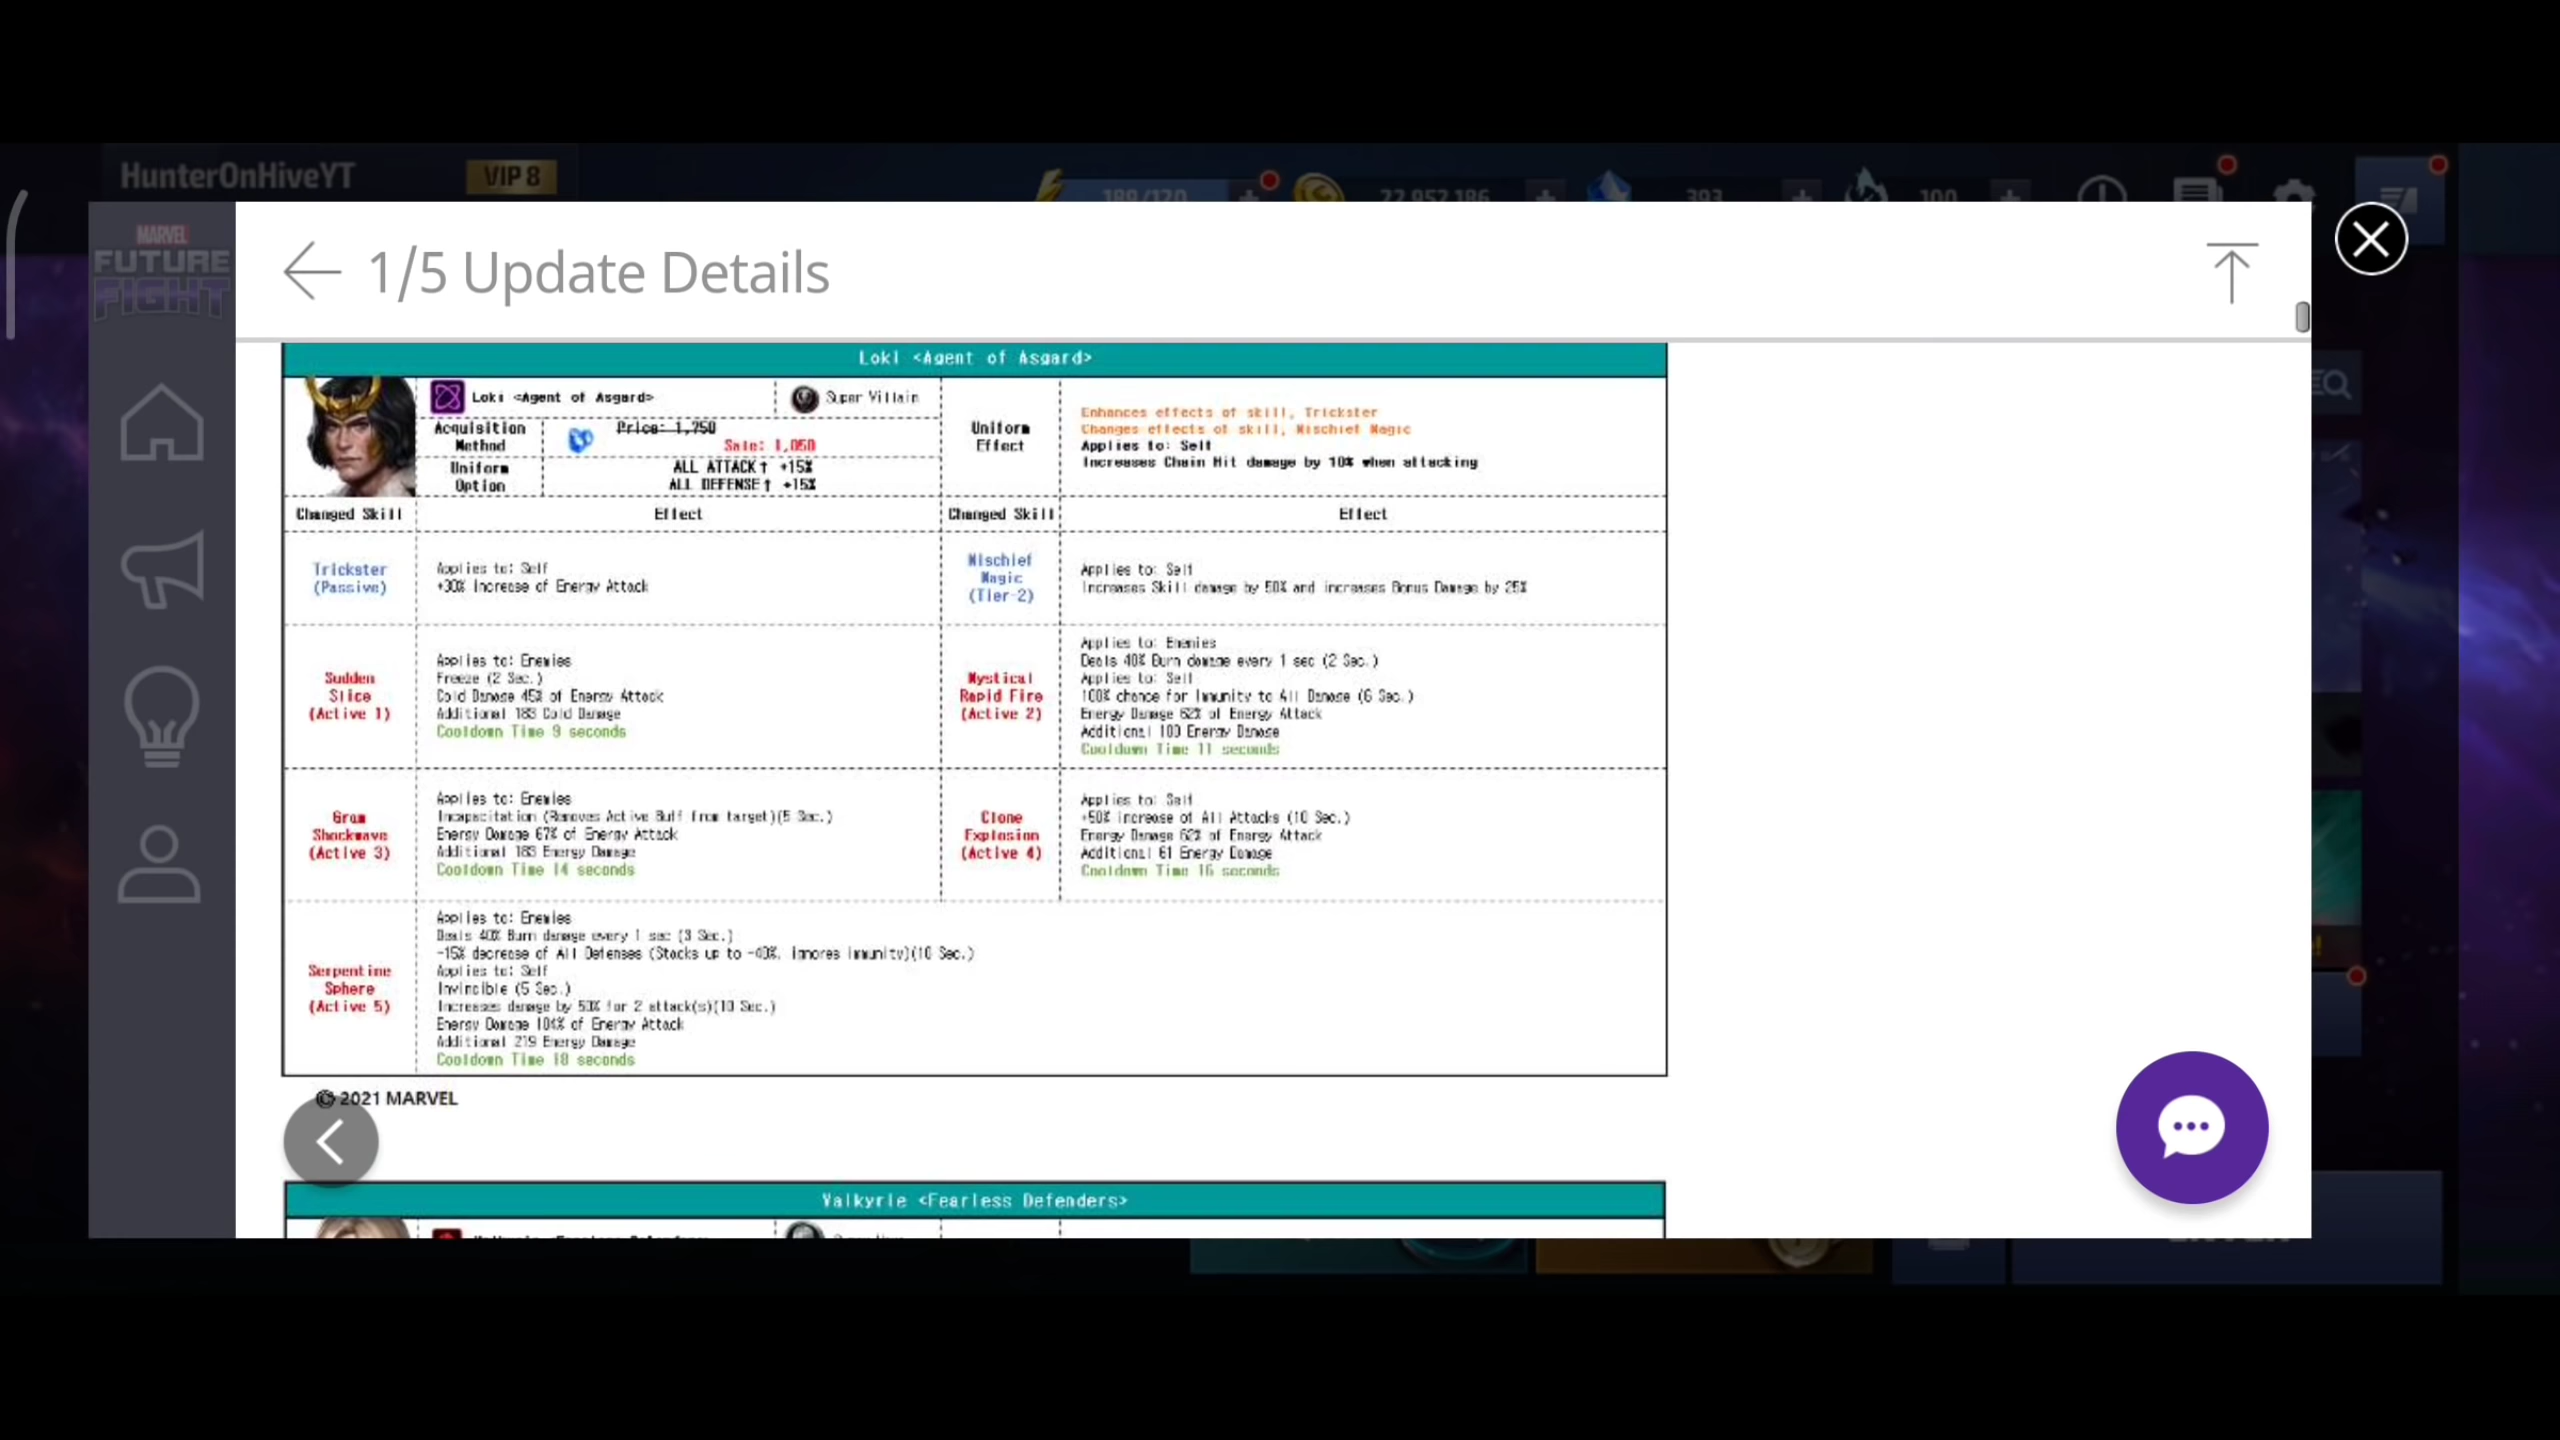 HunterOnHiveYT
VIP 8
189/120
22,952,186
393
100
MARVEL
FUTURE
FIGHT
1/5 Update Details
Loki <Agent of Asgard>
Loki <Agent of Asgard>
Super Villain
Acquisition Method
Price: 1,750
Sale: 1,050
Uniform Option
ALL ATTACK↑ +15%
ALL DEFENSE↑ +15%
Uniform Effect
Enhances effects of skill, Trickster
Changes effects of skill, Mischief Magic
Applies to: Self
Increases Chain Hit damage by 10% when attacking
Changed Skill
Effect
Changed Skill
Effect
Trickster
(Passive)
Applies to: Self
+30% increase of Energy Attack
Mischief
Magic
(Tier-2)
Applies to: Self
Increases Skill damage by 50% and increases Bonus Damage by 25%
Sudden
Slice
(Active 1)
Applies to: Enemies
Freeze (2 Sec.)
Cold Damage 45% of Energy Attack
Additional 183 Cold Damage
Cooldown Time 9 seconds
Mystical
Rapid Fire
(Active 2)
Applies to: Enemies
Deals 40% Burn damage every 1 sec (2 Sec.)
Applies to: Self
100% chance for Immunity to All Damage (6 Sec.)
Energy Damage 62% of Energy Attack
Additional Energy Damage
Cooldown Time 11 seconds
Gram
Shockwave
(Active 3)
Applies to: Enemies
Incapacitation (Removes Active Buff from target)(5 Sec.)
Energy Damage 67% of Energy Attack
Additional 183 Energy Damage
Cooldown Time 14 seconds
Clone
Explosion
(Active 4)
Applies to: Self
+50% increase of All Attacks (10 Sec.)
Energy Damage 62% of Energy Attack
Additional 61 Energy Damage
Cooldown Time 16 seconds
Serpentine
Sphere
(Active 5)
Applies to: Enemies
Deals 40% Burn damage every 1 sec (3 Sec.)
-15% decrease of All Defenses (Stacks up to ignores immunity)(10 Sec.)
Applies to: Self
Invincible (5 Sec.)
Increases damage by 50% for 2 attack(s)(10 Sec.)
Energy Damage 104% of Energy Attack
Additional 219 Energy Damage
Cooldown Time 18 seconds
© 2021 MARVEL
Valkyrie <Fearless Defenders>